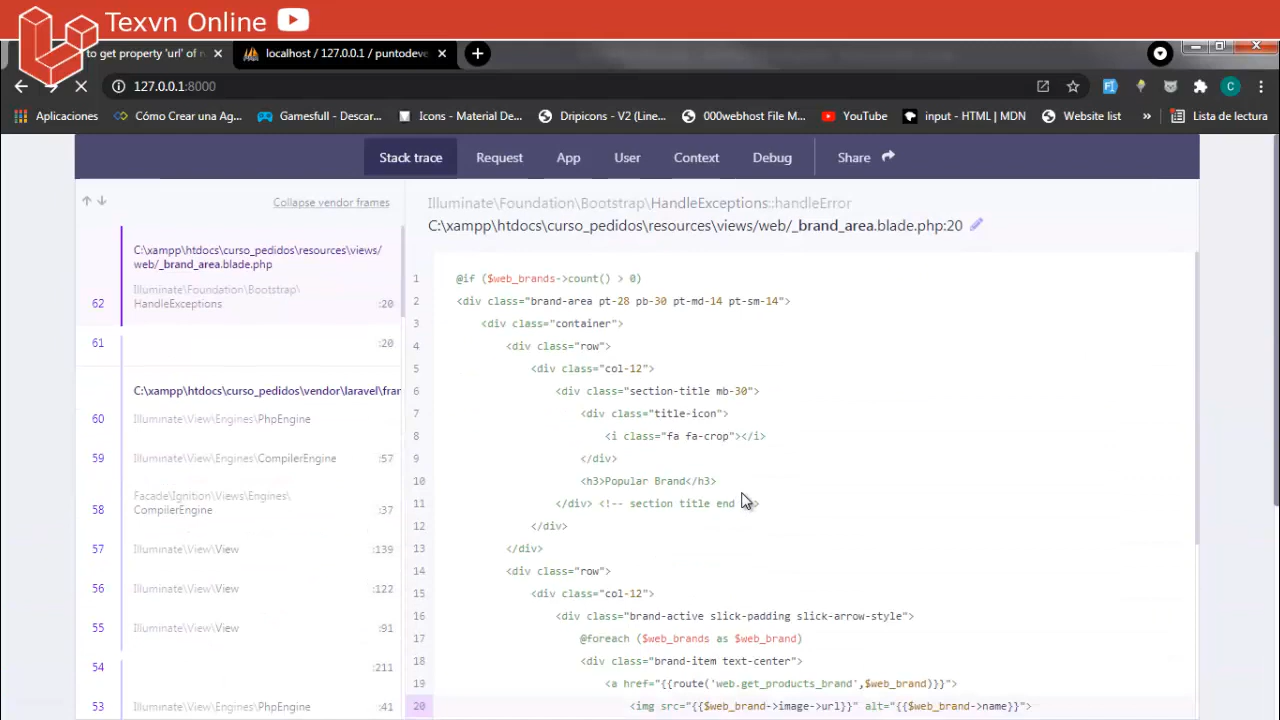 Texvn Online
to get property 'url' of
localhost / 127.0.0.1 / puntodeve
127.0.0.1:8000
C
Aplicaciones
Cómo Crear una Ag...
Gamesfull - Descar...
Icons - Material De...
Dripicons - V2 (Line...
000webhost File M...
YouTube
input - HTML | MDN
Website list
»
Lista de lectura
Stack trace
Request
App
User
Context
Debug
Share
Collapse vendor frames
C:\xampp\htdocs\curso_pedidos\resources\views/
web/_brand_area.blade.php
Illuminate\Foundation\Bootstrap\
62 HandleExceptions :20
61 :20
C:\xampp\htdocs\curso_pedidos\vendor\laravel\fra
60 Illuminate\View\Engines\PhpEngine
59 Illuminate\View\Engines\CompilerEngine :57
Facade\Ignition\Views\Engines\
58 CompilerEngine :37
57 Illuminate\View\View :139
56 Illuminate\View\View :122
55 Illuminate\View\View :91
54 :211
53 Illuminate\View\Engines\PhpEngine :41
Illuminate\Foundation\Bootstrap\HandleExceptions::handleError
C:\xampp\htdocs\curso_pedidos\resources\views/web/_brand_area.blade.php:20
1 @if ($web_brands->count() > 0)
2 <div class="brand-area pt-28 pb-30 pt-md-14 pt-sm-14">
3 <div class="container">
4 <div class="row">
5 <div class="col-12">
6 <div class="section-title mb-30">
7 <div class="title-icon">
8 <i class="fa fa-crop"></i>
9 </div>
10 <h3>Popular Brand</h3>
11 </div> <!-- section title end >
12 </div>
13 </div>
14 <div class="row">
15 <div class="col-12">
16 <div class="brand-active slick-padding slick-arrow-style">
17 @foreach ($web_brands as $web_brand)
18 <div class="brand-item text-center">
19 <a href="{{route('web.get_products_brand',$web_brand)}}">
20 <img src="{{$web_brand->image->url}}" alt="{{$web_brand->name}}">